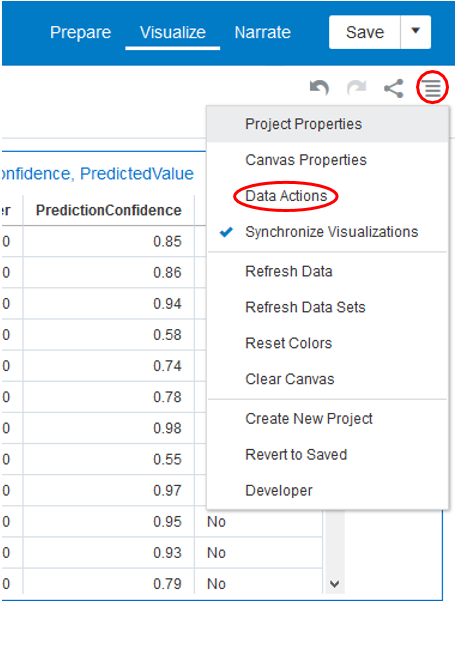 Prepare Visualize Narrate Save
Project Properties
Canvas Properties
onfidence, PredictedValue
Data Actions
er PredictionConfidence
Synchronize Visualizations
0 0.85
0 0.86
Refresh Data
0 0.94
Refresh Data Sets
0 0.58
Reset Colors
0 0.74
Clear Canvas
0 0.78
Create New Project
0 0.98
Revert to Saved
0 0.55
Developer
0 0.97
0 0.95 No
0 0.93 No
0 0.79 No